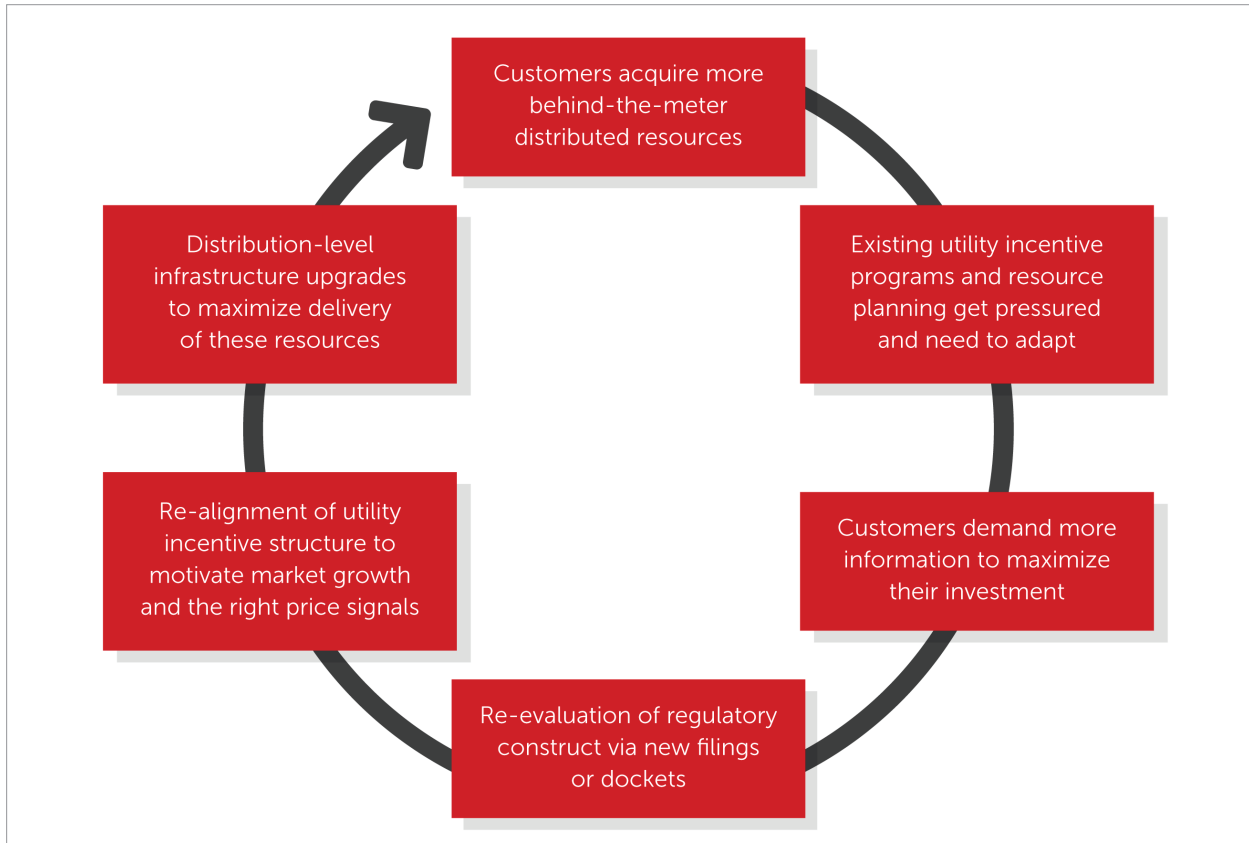 Customers acquire more
behind-the-meter
distributed resources
Existing utility incentive
programs and resource
planning get pressured
and need to adapt
Customers demand more
information to maximize
their investment
Re-evaluation of regulatory
construct via new filings
or dockets
Re-alignment of utility
incentive structure to
motivate market growth
and the right price signals
Distribution-level
infrastructure upgrades
to maximize delivery
of these resources